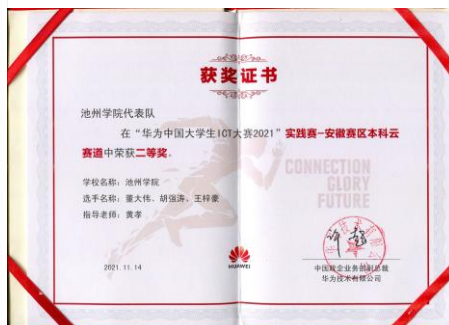 获奖证书
池州学院代表队
在“华为中国大学生ICT大赛2021”实践赛-安徽赛区本科云
赛道中荣获二等奖。
CONNECTION
GLORY
FUTURE
学校名称：池州学院
选手名称：董大伟、胡强涛、王梓豪
指导老师：黄孝
2021.11.14
HUAWEI
中国政企业务部副总裁
华为技术有限公司